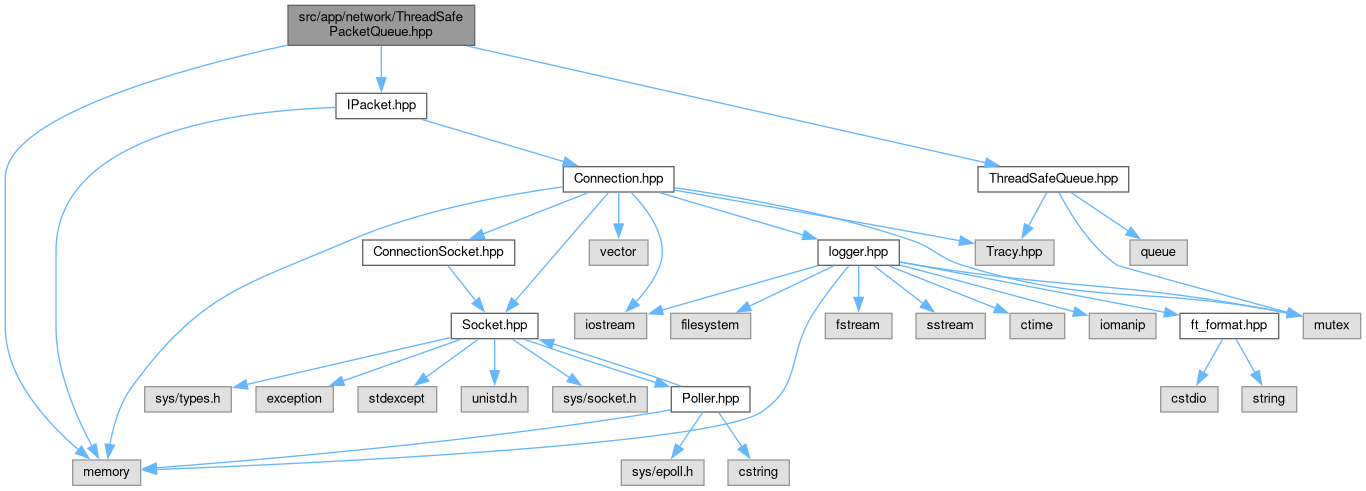 src/app/network/ThreadSafe
PacketQueue.hpp
IPacket.hpp
Connection.hpp
ThreadSafeQueue.hpp
ConnectionSocket.hpp
vector
logger.hpp
Tracy.hpp
queue
Socket.hpp
iostream
filesystem
fstream
sstream
ctime
iomanip
ft_format.hpp
mutex
sys/types.h
exception
stdexcept
unistd.h
sys/socket.h
Poller.hpp
cstdio
string
memory
sys/epoll.h
cstring